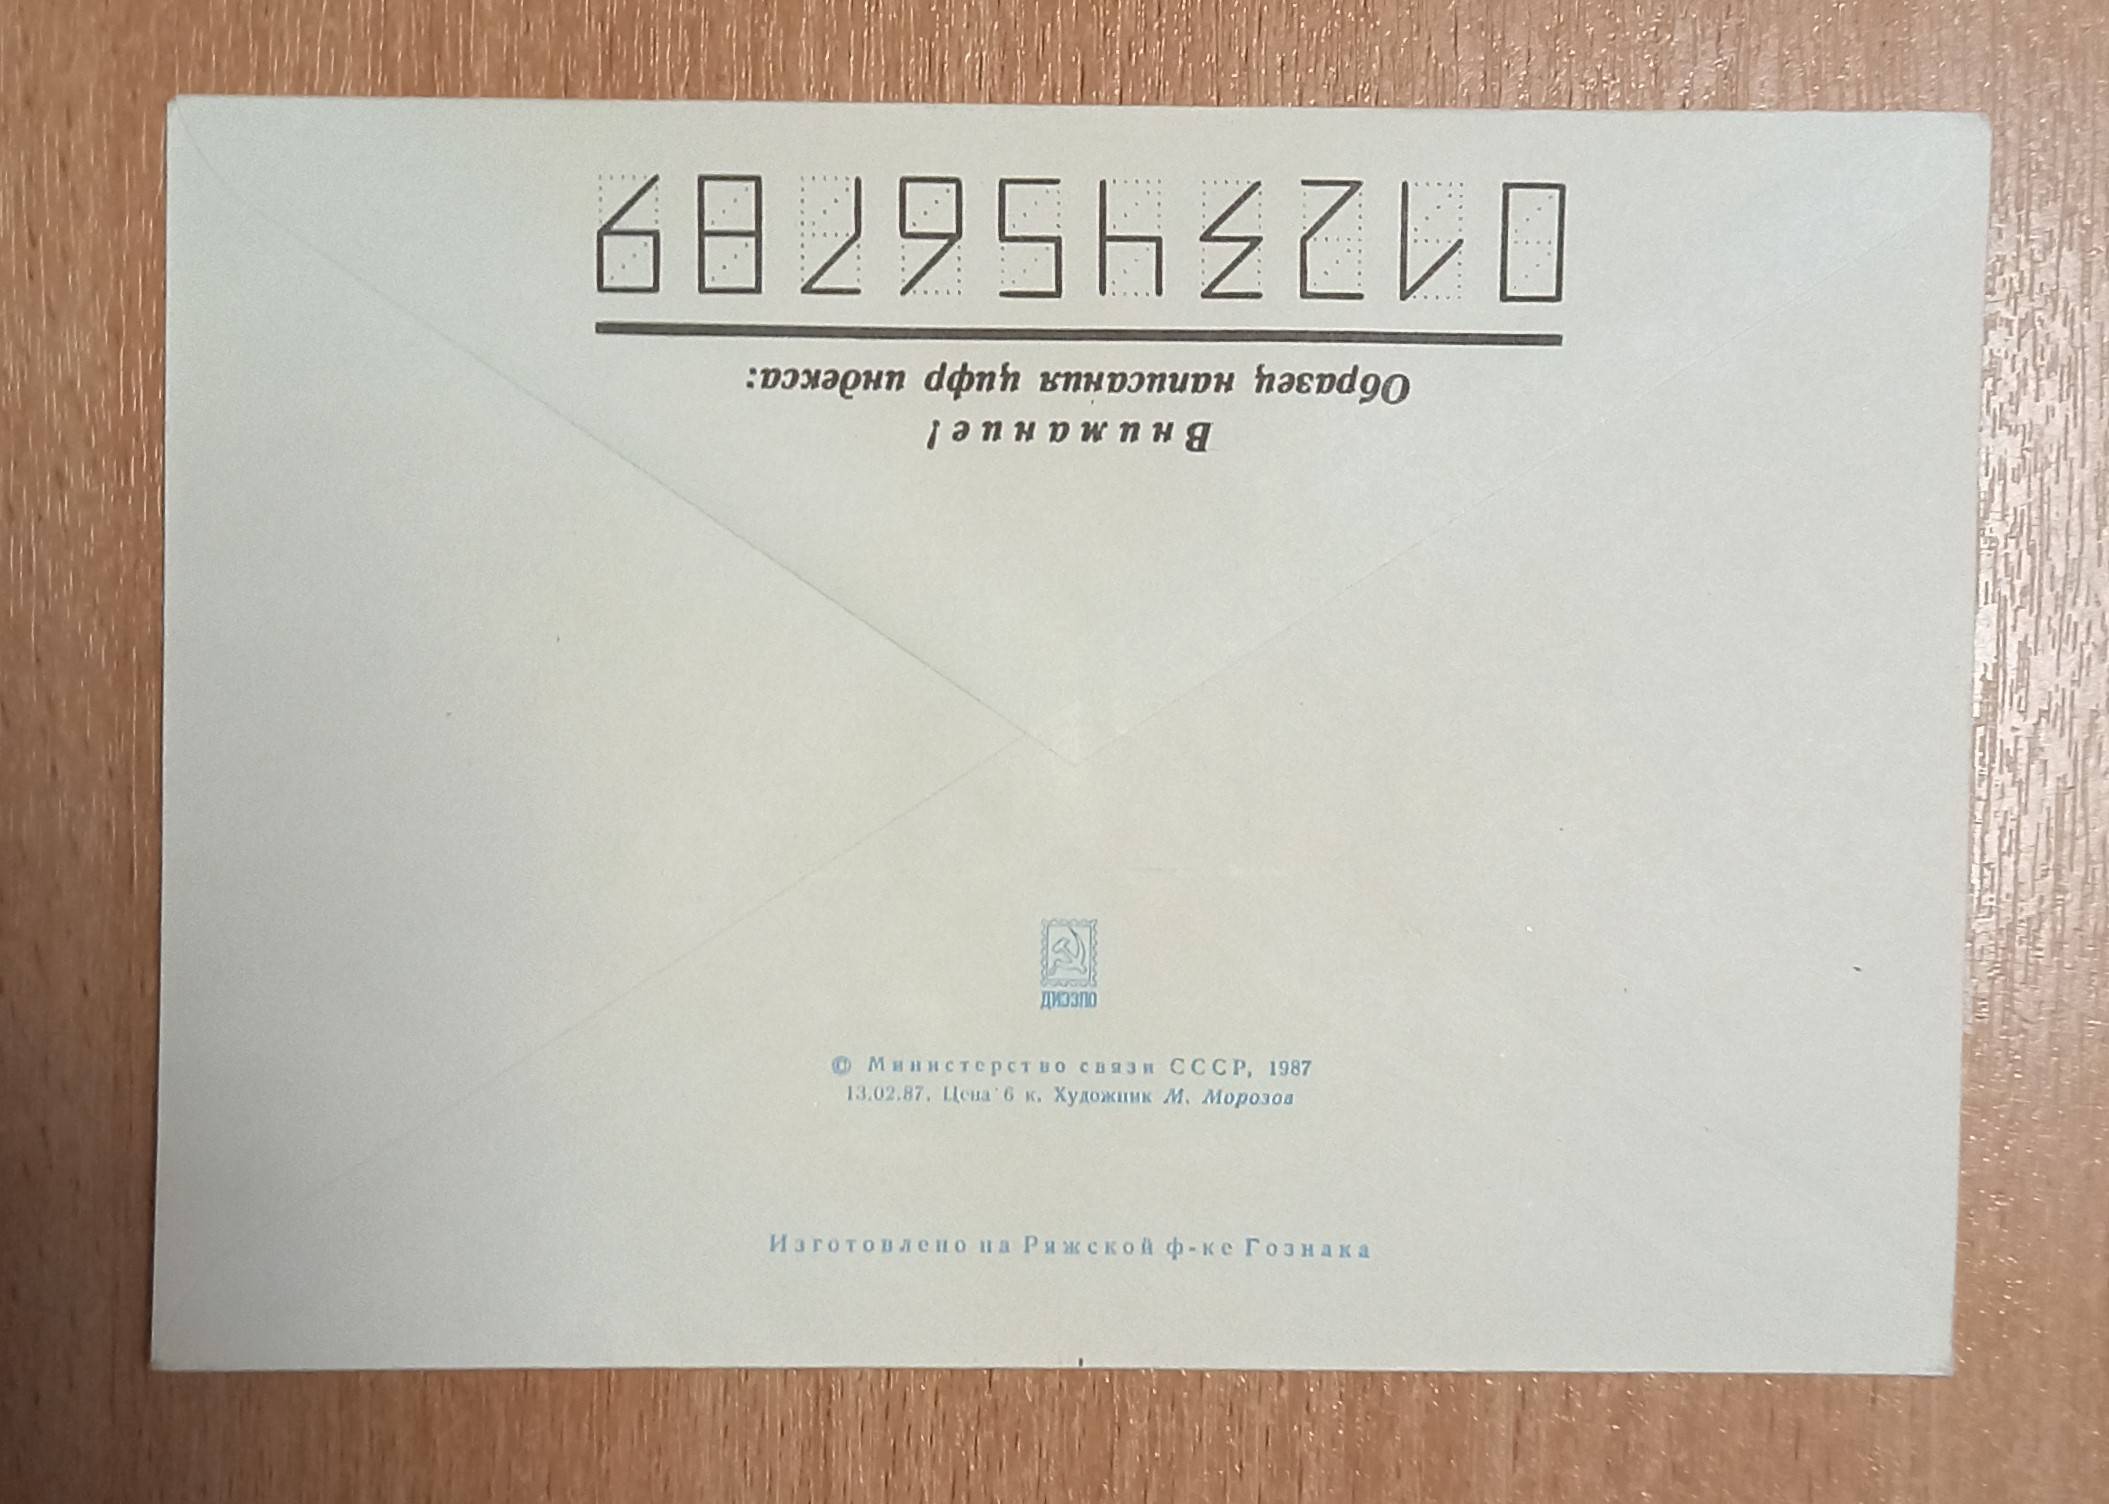 Внимание!
Образец написания цифр индекса:
0123456789
ДИЭЗПО
© Министерство связи СССР, 1987
13.02.87. Цена 6 к. Художник М. Морозов
Изготовлено на Ряжской ф-ке Гознака